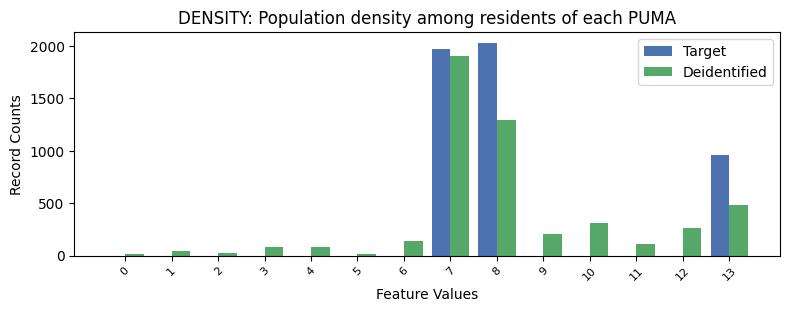 DENSITY: Population density among residents of each PUMA
Target
Deidentified
2000
1500
1000
500
0
Record Counts
0 1 2 3 4 5 6 7 8 9 10 11 12 13
Feature Values